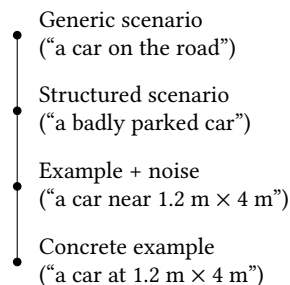 Generic scenario
(“a car on the road”)
Structured scenario
(“a badly parked car”)
Example + noise
(“a car near 1.2 m × 4 m”)
Concrete example
(“a car at 1.2 m × 4 m”)